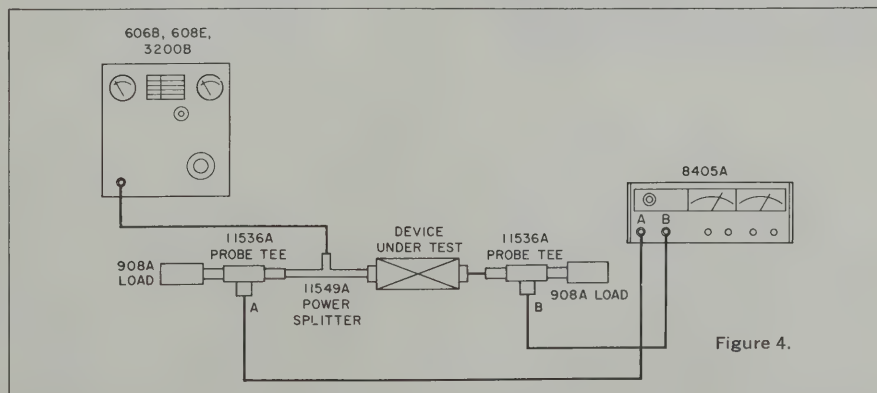 606B, 608E,
3200B
8405A
A B
11536A
PROBE TEE
DEVICE
UNDER TEST
11536A
PROBE TEE
908A
LOAD
A
11549A
POWER
SPLITTER
B
908A LOAD
Figure 4.